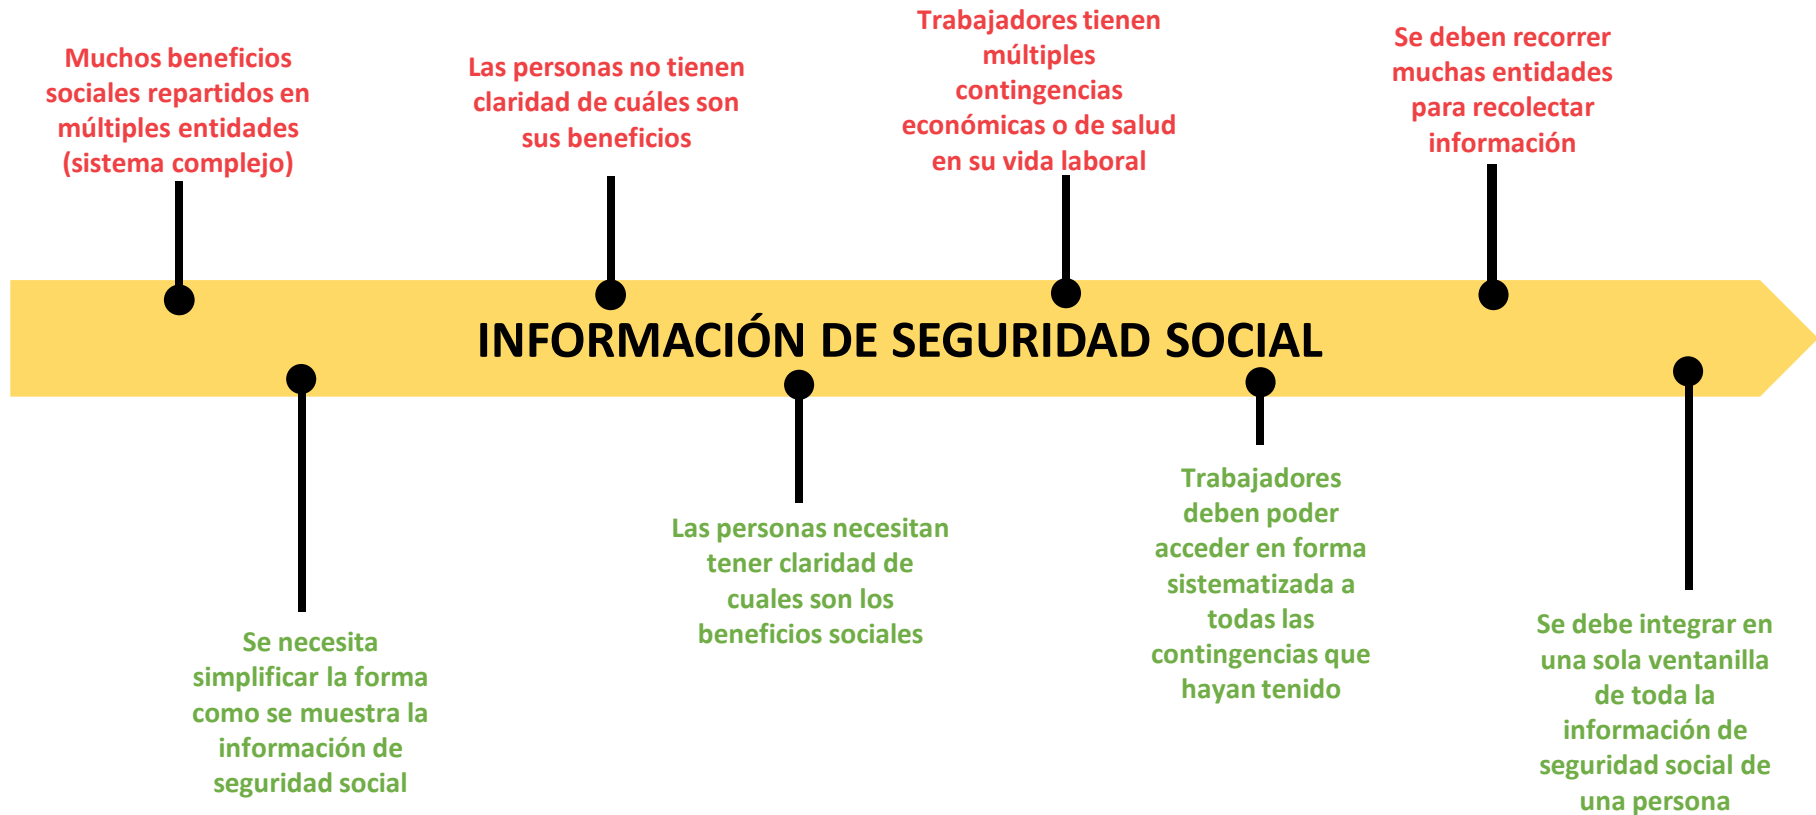 Muchos beneficios
sociales repartidos en
múltiples entidades
(sistema complejo)
Las personas no tienen
claridad de cuáles son
sus beneficios
Trabajadores tienen
múltiples
contingencias
económicas o de salud
en su vida laboral
Se deben recorrer
muchas entidades
para recolectar
información
INFORMACIÓN DE SEGURIDAD SOCIAL
Se necesita
simplificar la forma
como se muestra la
información de
seguridad social
Las personas necesitan
tener claridad de
cuales son los
beneficios sociales
Trabajadores
deben poder
acceder en forma
sistematizada a
todas las
contingencias que
hayan tenido
Se debe integrar en
una sola ventanilla
de toda la
información de
seguridad social de
una persona